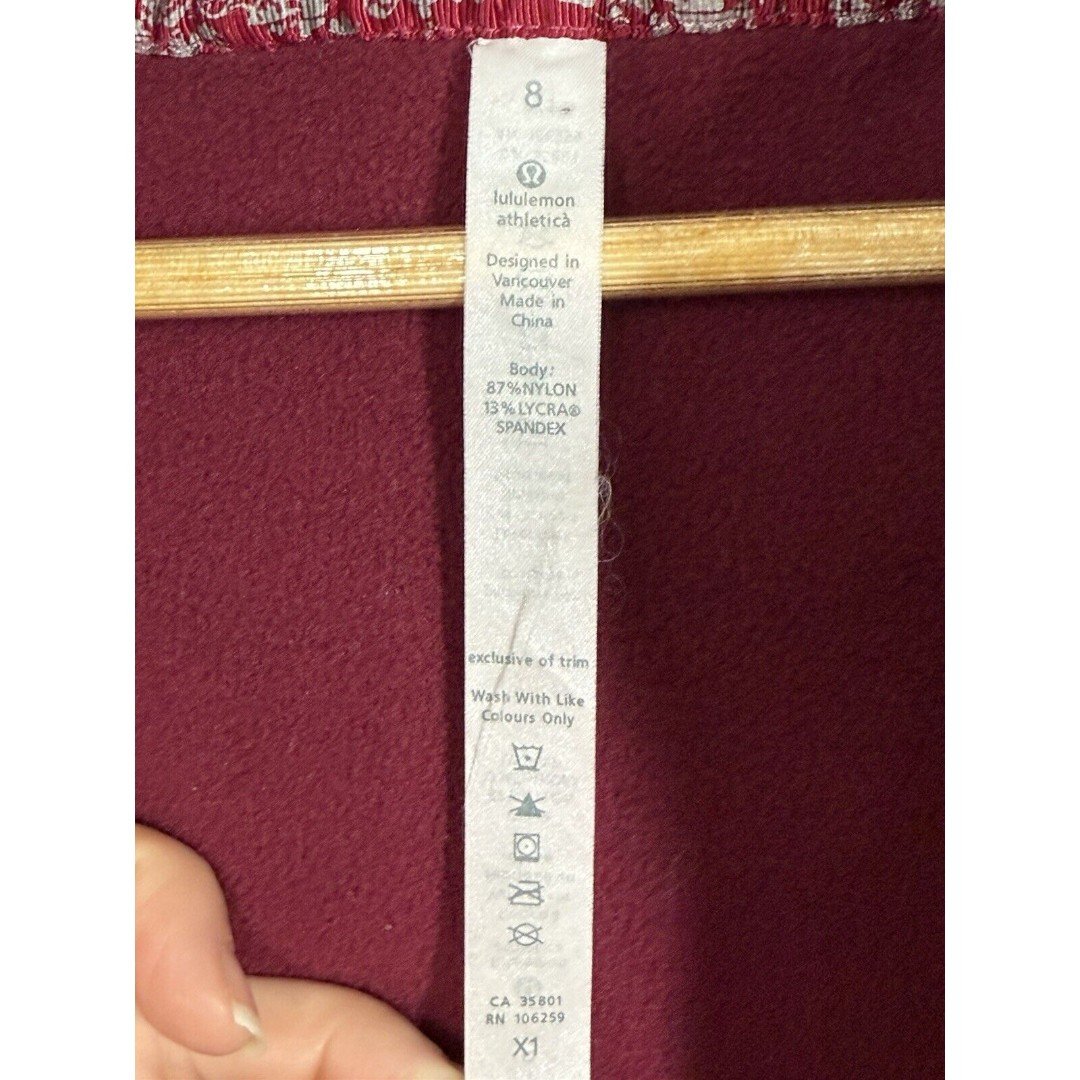 8
lululemon
athletica
Designed in
Vancouver
Made in
China
Body:
87%NYLON
13%LYCRA®
SPANDEX
exclusive of trim
Wash With Like
Colours Only
CA 35801
RN 106259
X1